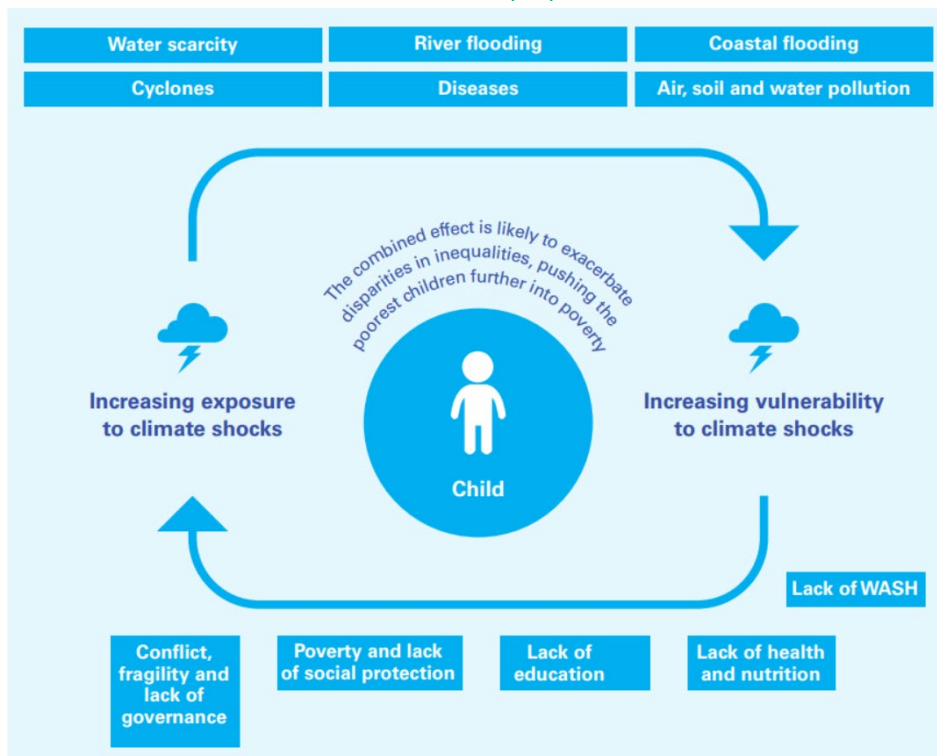 Water scarcity
River flooding
Coastal flooding
Cyclones
Diseases
Air, soil and water pollution
The combined effect is likely to exacerbate
disparities in inequalities, pushing the
poorest children further into poverty
Increasing exposure
to climate shocks
Child
Increasing vulnerability
to climate shocks
Lack of WASH
Conflict,
fragility and
lack of
governance
Poverty and lack
of social protection
Lack of
education
Lack of health
and nutrition